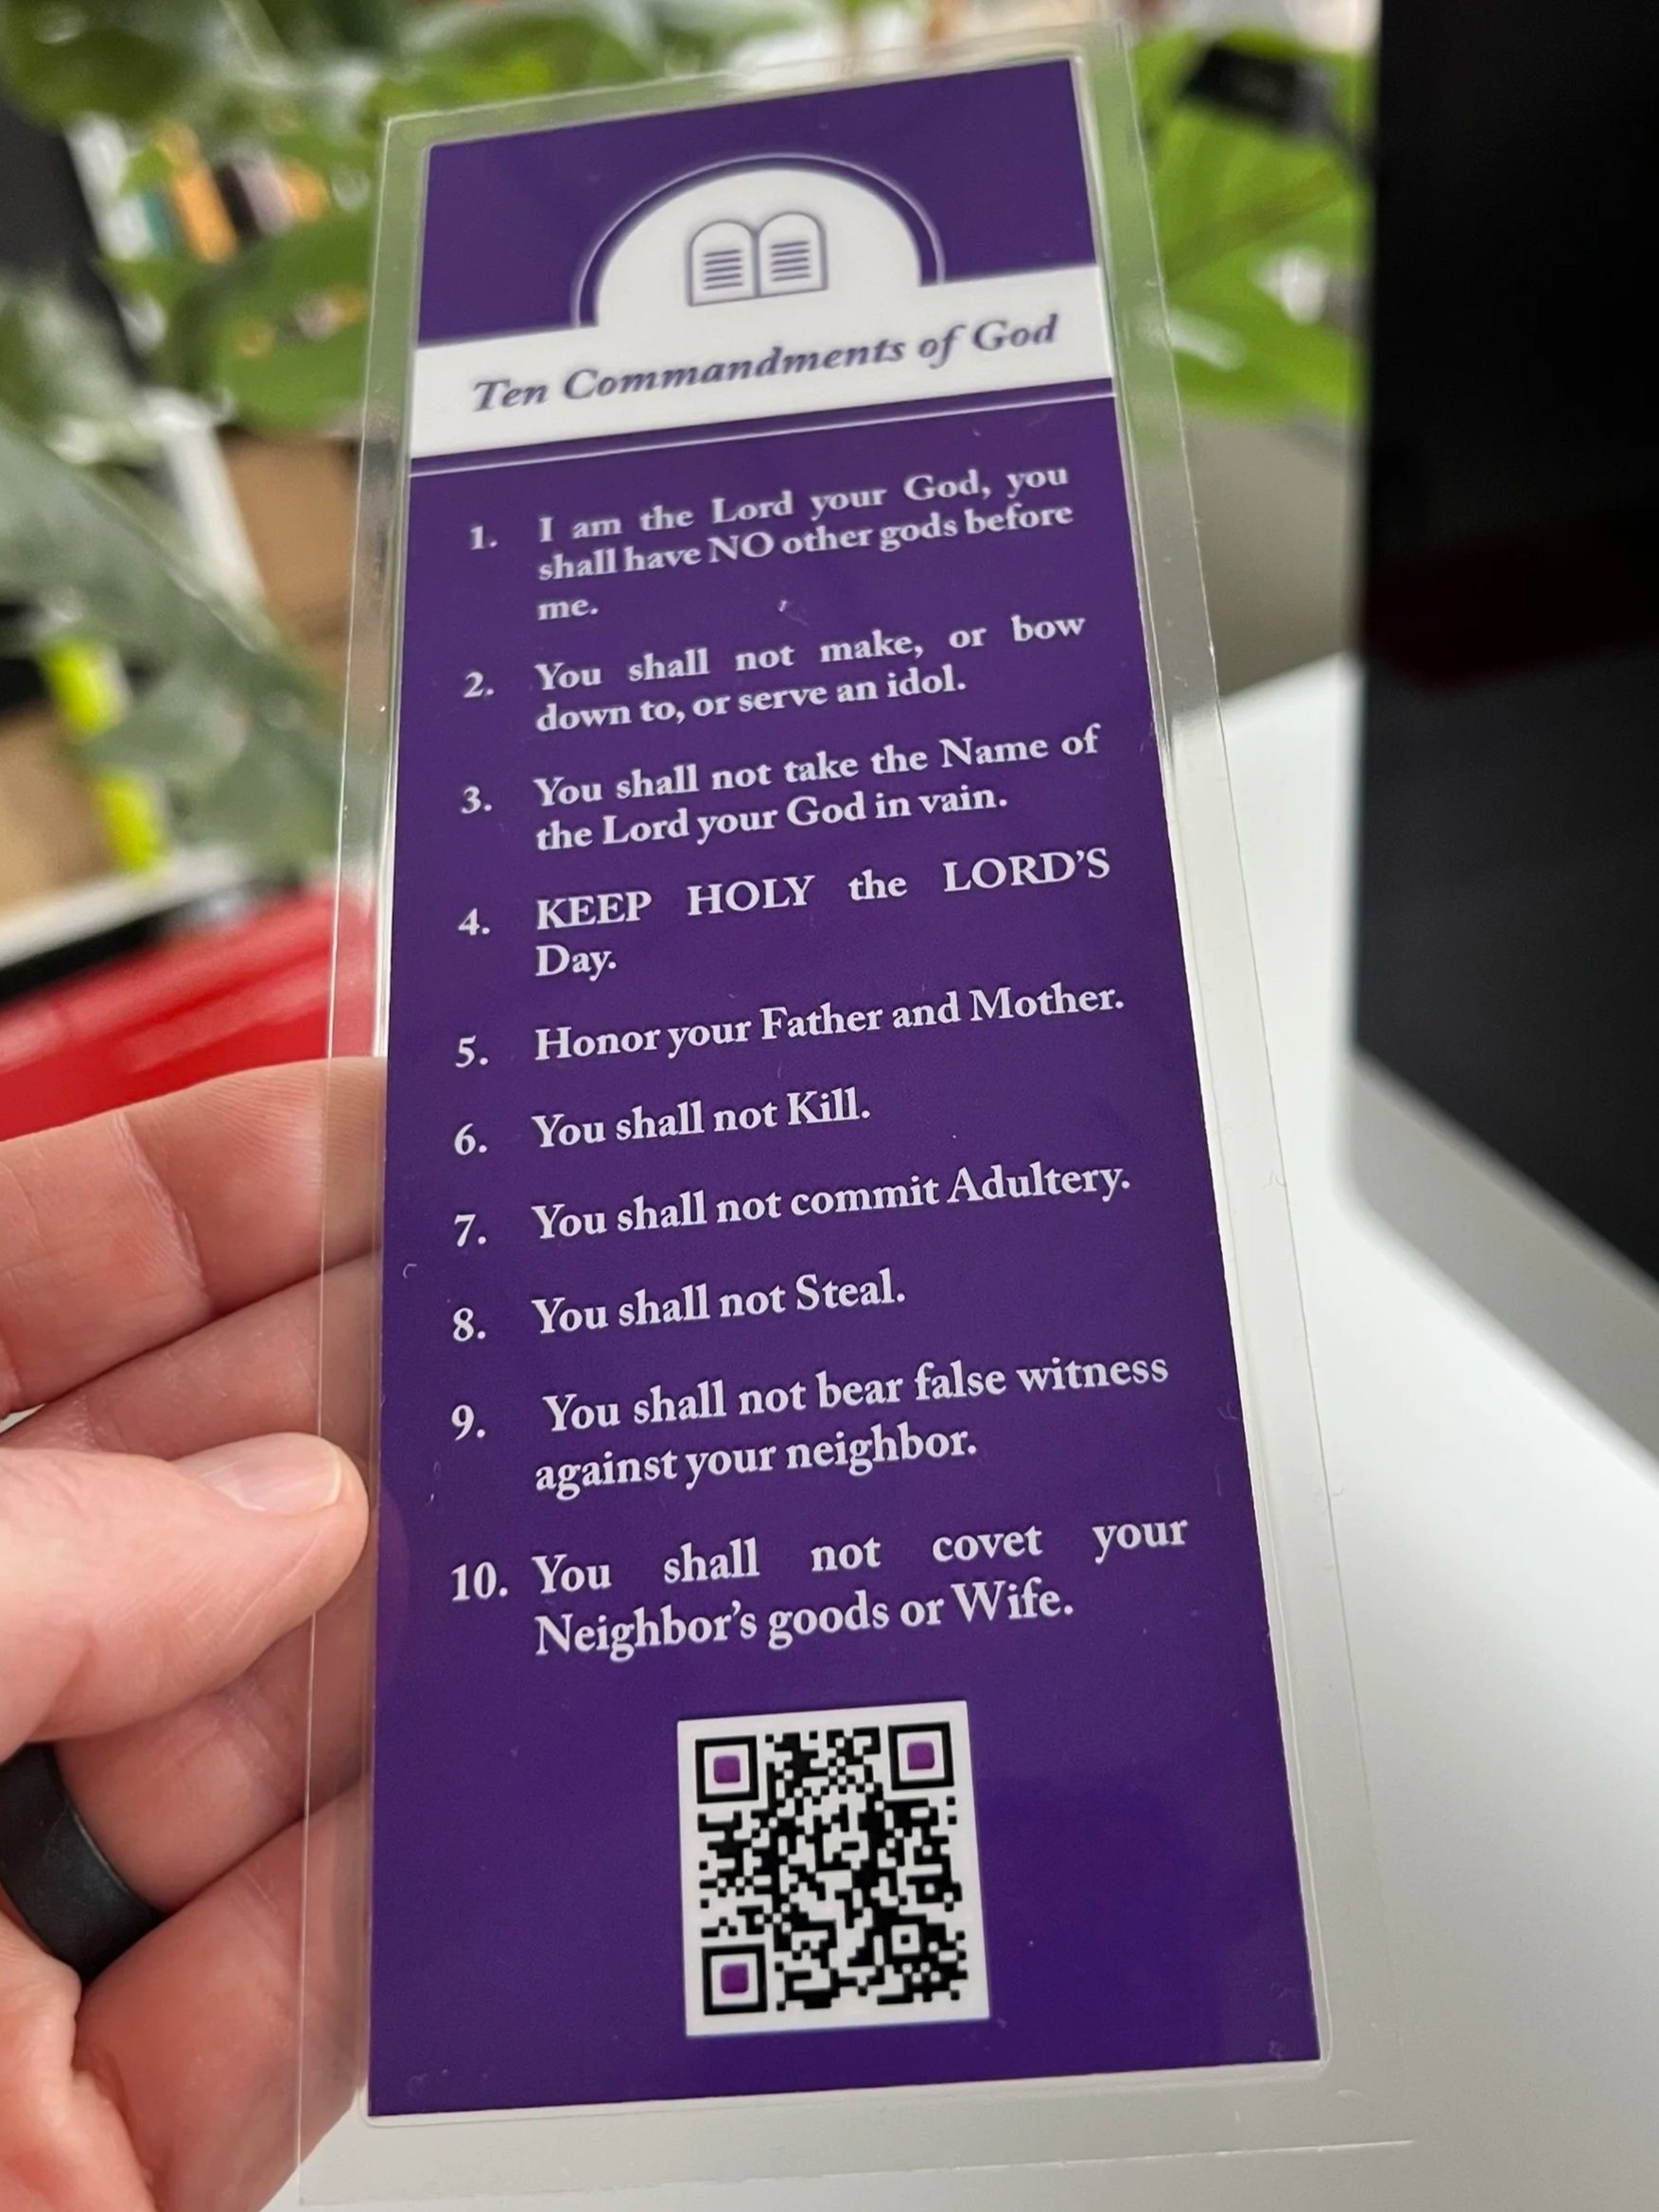 Ten Commandments of God
1. I am the Lord your God, you
shall have NO other gods before
me.
2. You shall not make, or bow
down to, or serve an idol.
3. You shall not take the Name of
the Lord your God in vain.
4. KEEP HOLY the LORD'S
Day.
5. Honor your Father and Mother.
6. You shall not Kill.
7. You shall not commit Adultery.
8. You shall not Steal.
9. You shall not bear false witness
against your neighbor.
10. You shall not covet your
Neighbor's goods or Wife.